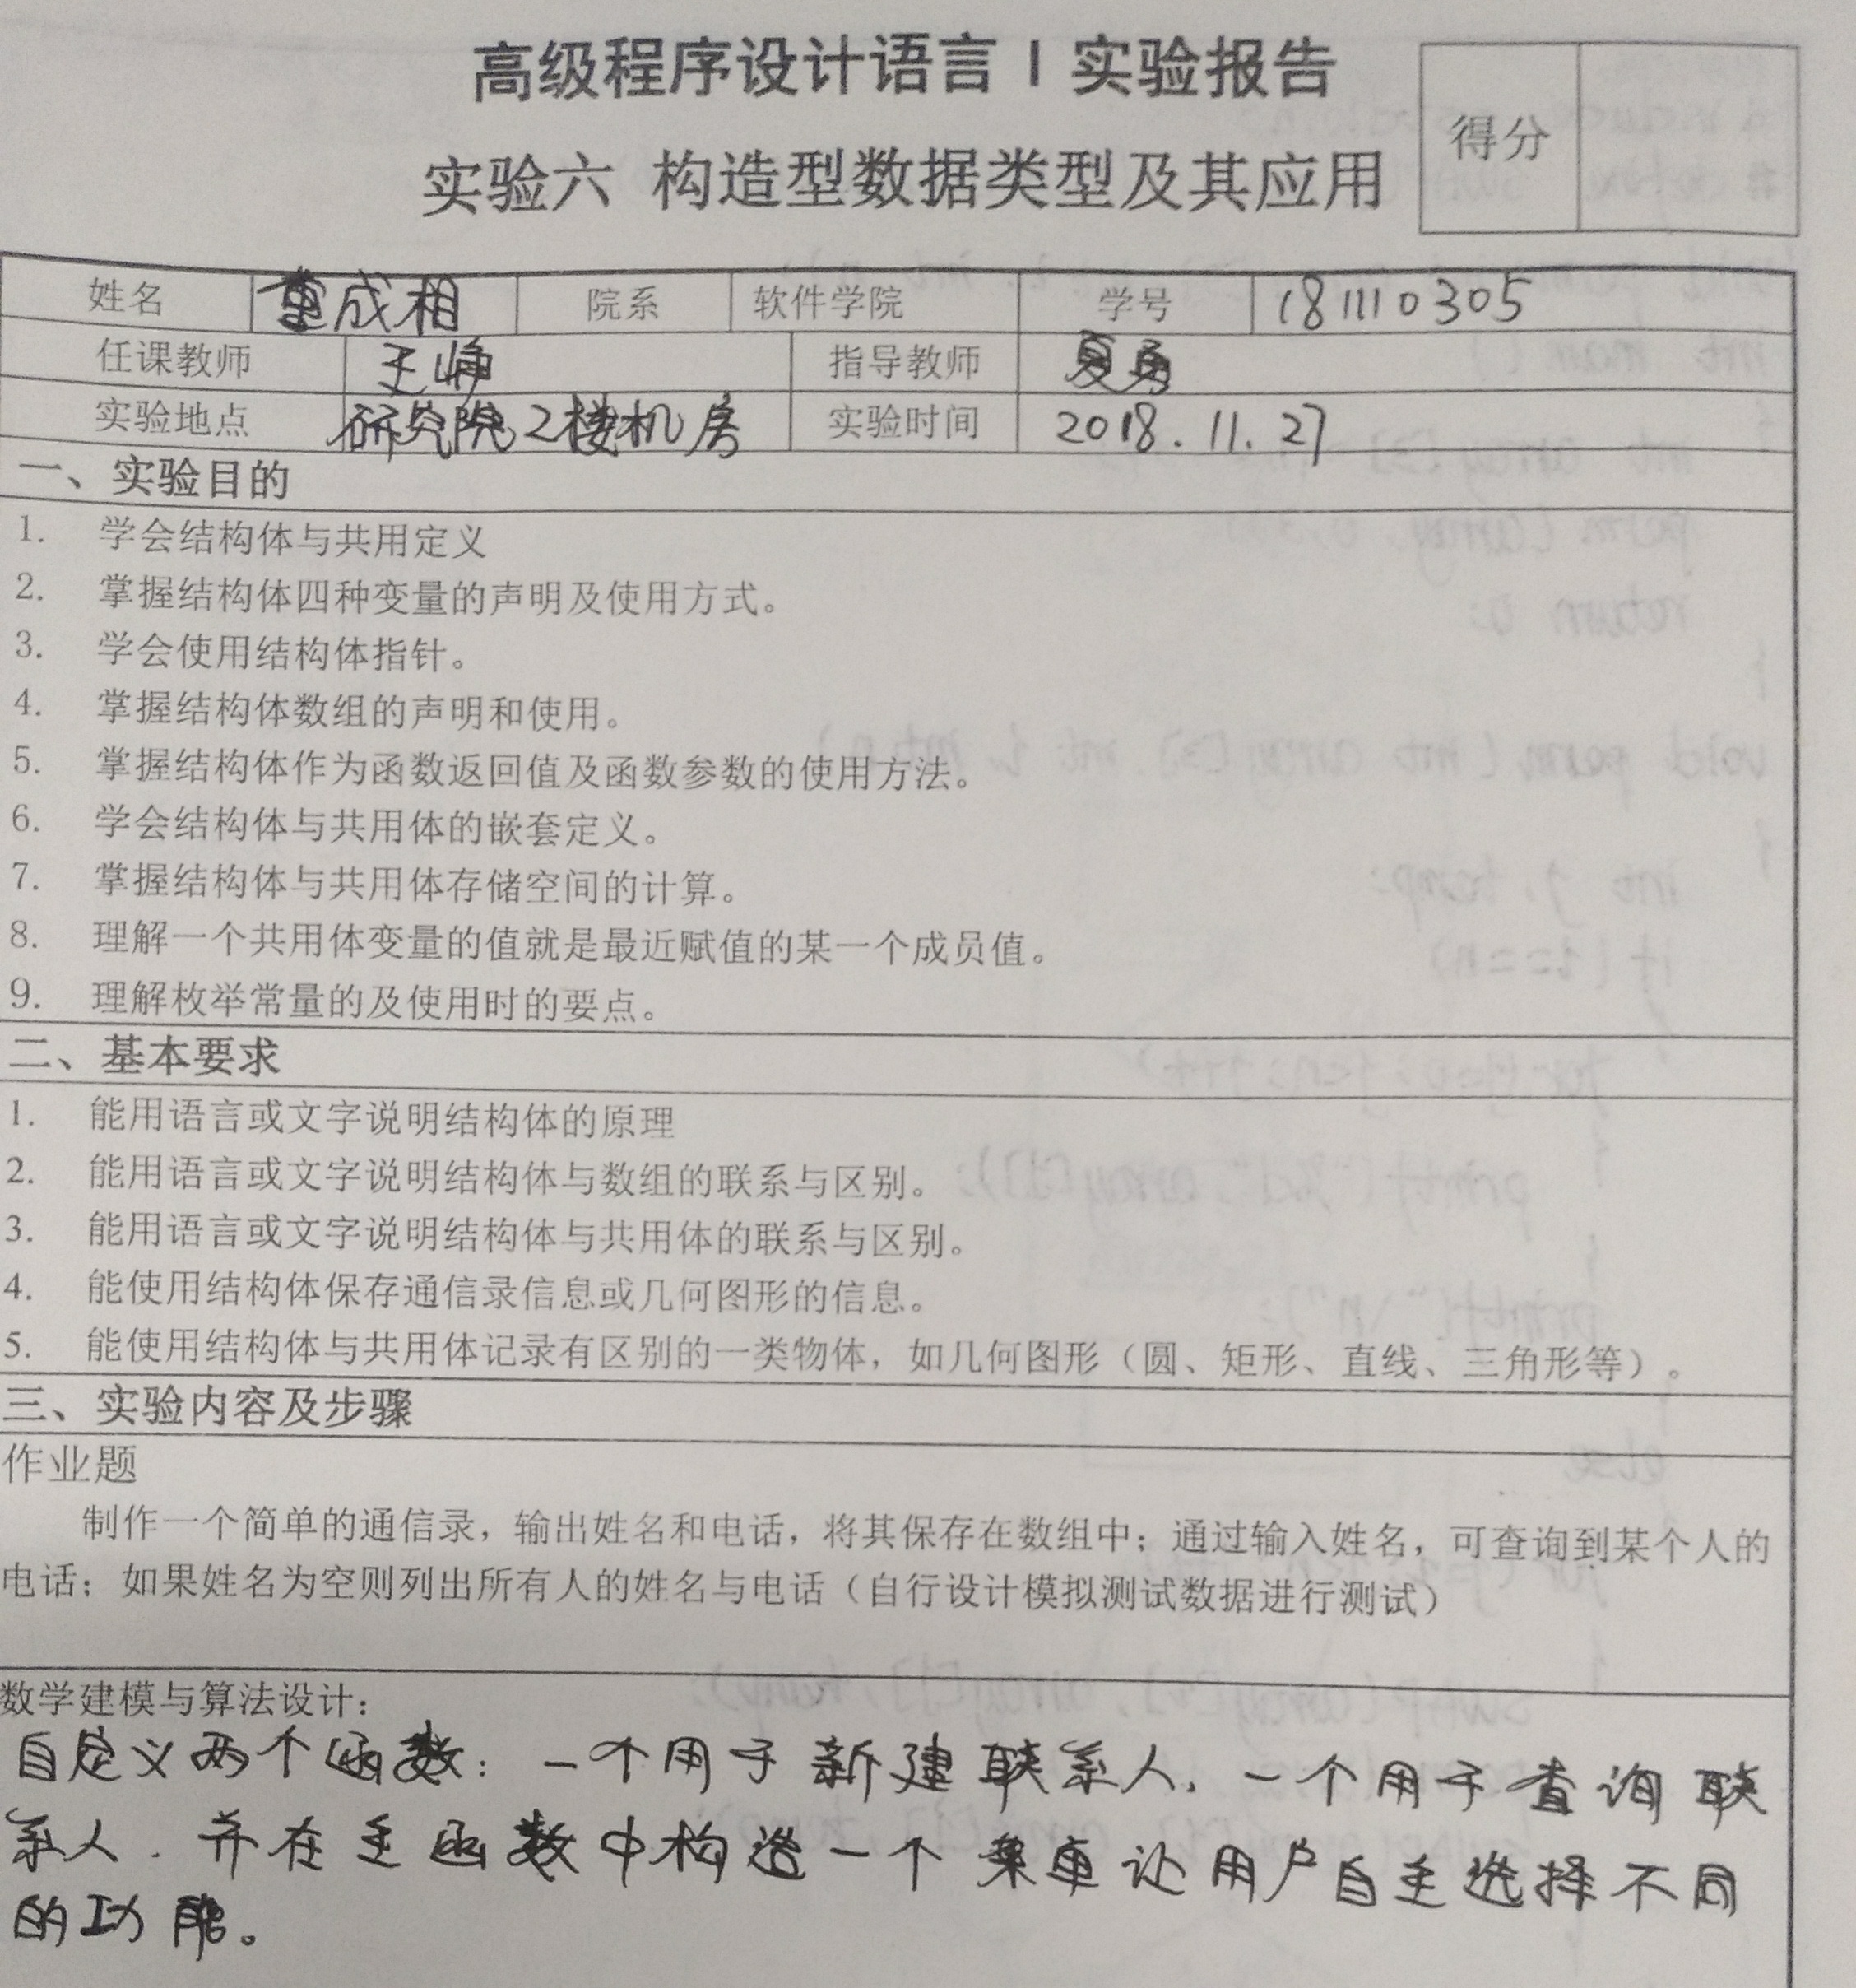 高级程序设计语言 I 实验报告
得分
实验六 构造型数据类型及其应用
姓名 董成相 院系 软件学院 学号 181110305
任课教师 王峥 指导教师 夏勇
实验地点 研究院2楼机房 实验时间 2018.11.27
一、实验目的
1. 学会结构体与共用定义
2. 掌握结构体四种变量的声明及使用方式。
3. 学会使用结构体指针。
4. 掌握结构体数组的声明和使用。
5. 掌握结构体作为函数返回值及函数参数的使用方法。
6. 学会结构体与共用体的嵌套定义。
7. 掌握结构体与共用体存储空间的计算。
8. 理解一个共用体变量的值就是最近赋值的某一个成员值。
9. 理解枚举常量的及使用时的要点。
二、基本要求
1. 能用语言或文字说明结构体的原理
2. 能用语言或文字说明结构体与数组的联系与区别。
3. 能用语言或文字说明结构体与共用体的联系与区别。
4. 能使用结构体保存通信录信息或几何图形的信息。
5. 能使用结构体与共用体记录有区别的一类物体，如几何图形（圆、矩形、直线、三角形等）。
三、实验内容及步骤
作业题
制作一个简单的通信录，输出姓名和电话，将其保存在数组中；通过输入姓名，可查询到某个人的
电话；如果姓名为空则列出所有人的姓名与电话（自行设计模拟测试数据进行测试）
数学建模与算法设计：
自定义两个函数：一个用于新建联系人，一个用于查询联
系人．并在主函数中构造一个菜单让用户自主选择不同
的功能。